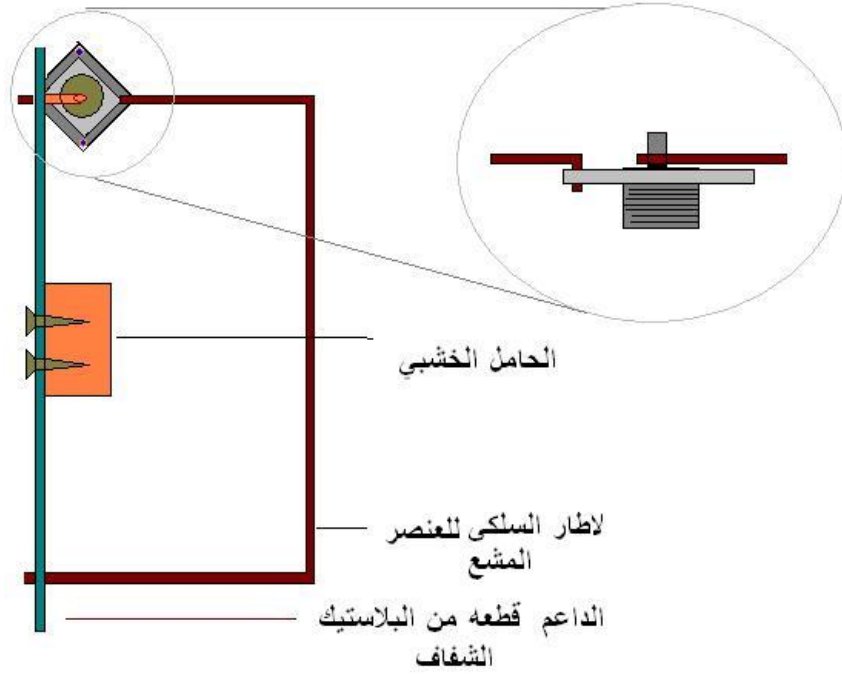 الحامل الخشبي
لاطار السلكى للعنصر
المشع
الداعم قطعه من البلاستيك
الشفاف